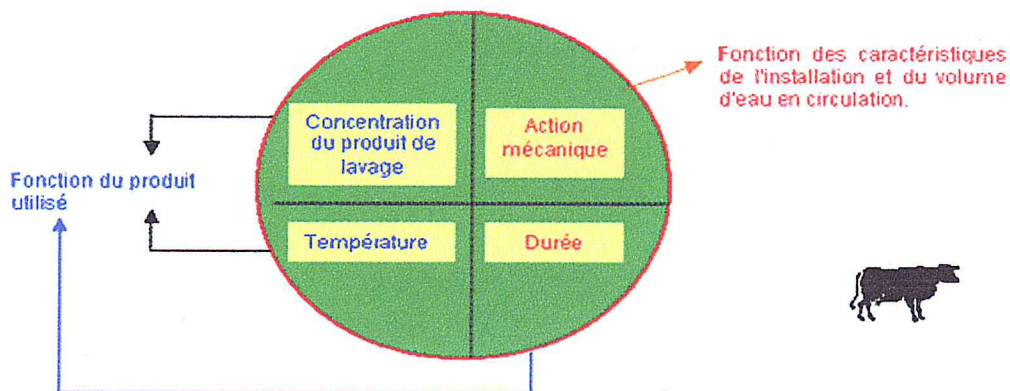 Fonction des caractéristiques
de l'installation et du volume
d'eau en circulation.
Concentration
du produit de
lavage
Action
mécanique
Fonction du produit
utilisé
Température
Durée